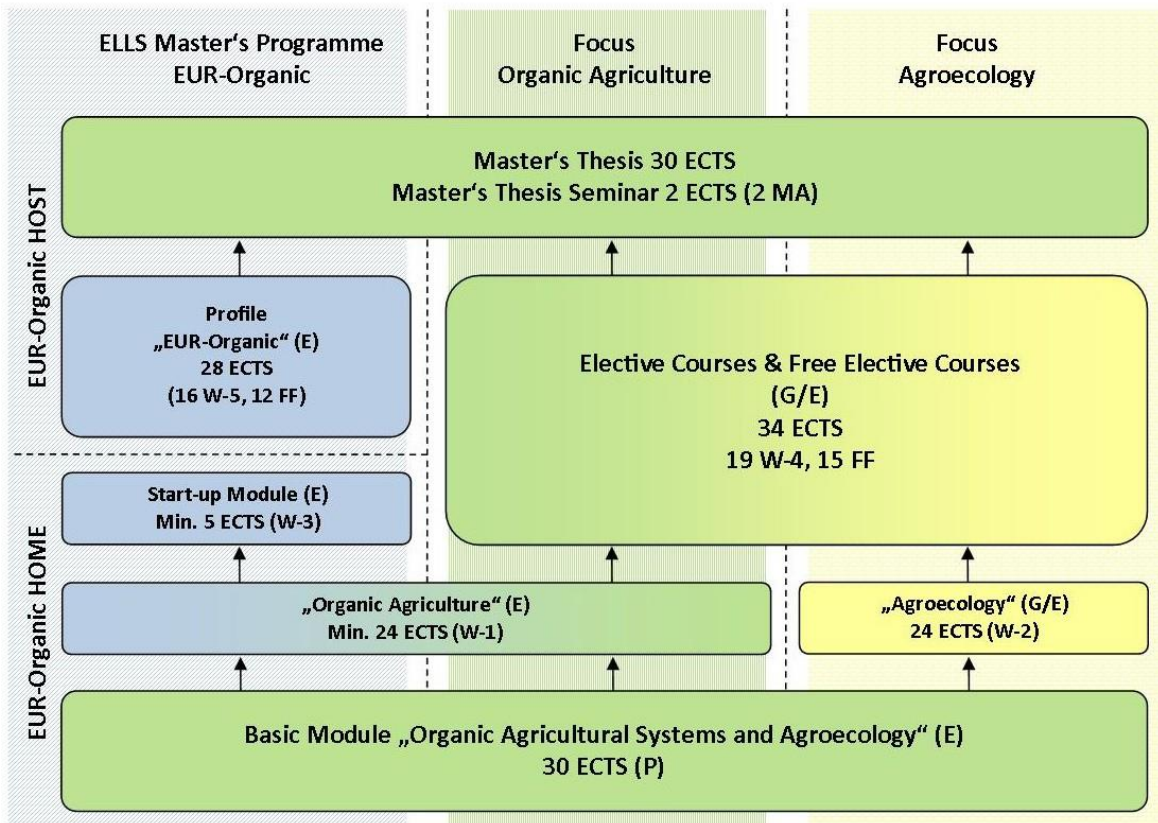 ELLS Master‘s Programme
EUR-Organic
Focus
Organic Agriculture
Focus
Agroecology
EUR-Organic HOST
Master‘s Thesis 30 ECTS
Master‘s Thesis Seminar 2 ECTS (2 MA)
Profile
„EUR-Organic“ (E)
28 ECTS
(16 W-5, 12 FF)
Elective Courses & Free Elective Courses
(G/E)
34 ECTS
19 W-4, 15 FF
EUR-Organic HOME
Start-up Module (E)
Min. 5 ECTS (W-3)
„Organic Agriculture“ (E)
Min. 24 ECTS (W-1)
„Agroecology“ (G/E)
24 ECTS (W-2)
Basic Module „Organic Agricultural Systems and Agroecology“ (E)
30 ECTS (P)